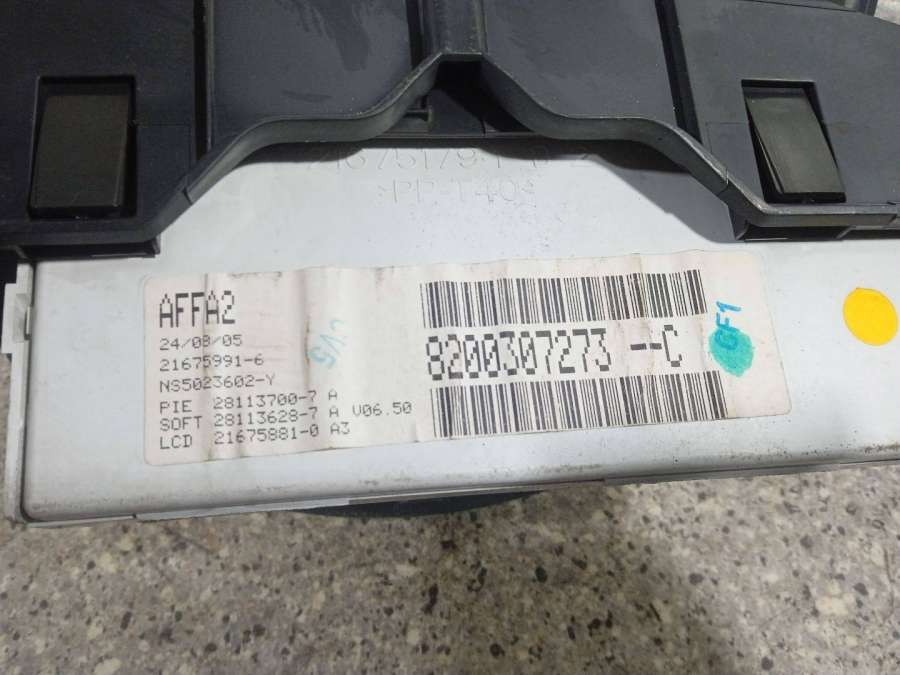 >PP-T40<
AFFA2
24/08/05
21675991-6
NS5023602-Y
PIE 28113700-7 A
SOFT 28113628-7 A V06.50
LCD 21675881-0 A3
CV5
8200307273 --C
GF1